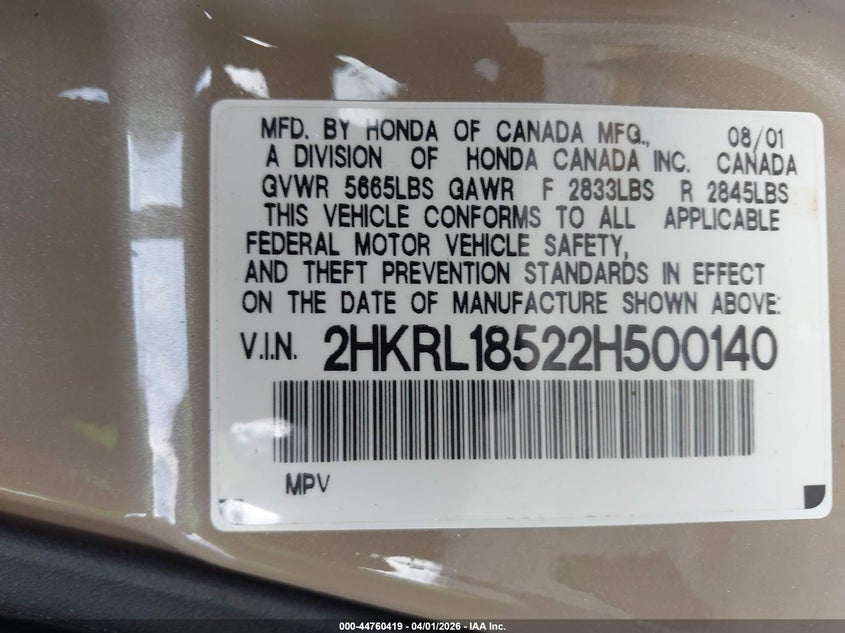 MFD. BY HONDA OF CANADA MFG., 08/01
A DIVISION OF HONDA CANADA INC. CANADA
GVWR 5665LBS GAWR F 2833LBS R 2845LBS
THIS VEHICLE CONFORMS TO ALL APPLICABLE
FEDERAL MOTOR VEHICLE SAFETY,
AND THEFT PREVENTION STANDARDS IN EFFECT
ON THE DATE OF MANUFACTURE SHOWN ABOVE:
V.I.N. 2HKRL18522H500140
MPV
000-44760419 - 04/01/2026 - IAA Inc.